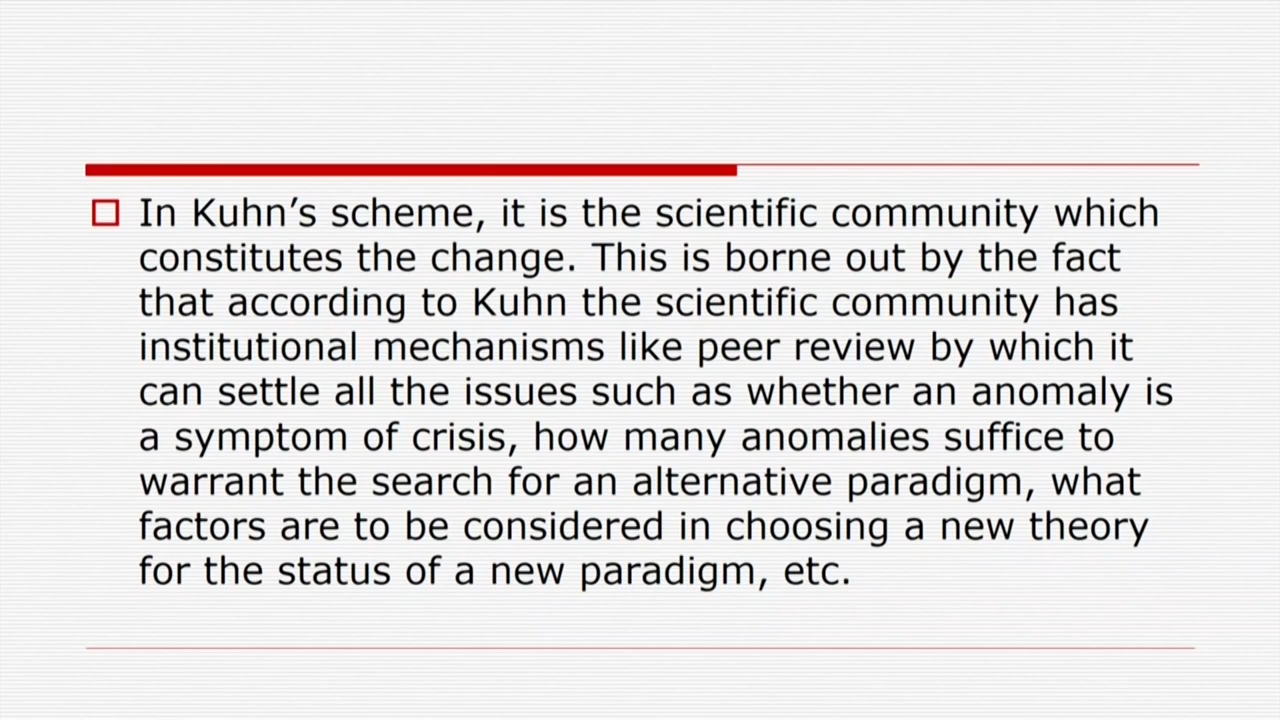 In Kuhn’s scheme, it is the scientific community which
constitutes the change. This is borne out by the fact
that according to Kuhn the scientific community has
institutional mechanisms like peer review by which it
can settle all the issues such as whether an anomaly is
a symptom of crisis, how many anomalies suffice to
warrant the search for an alternative paradigm, what
factors are to be considered in choosing a new theory
for the status of a new paradigm, etc.